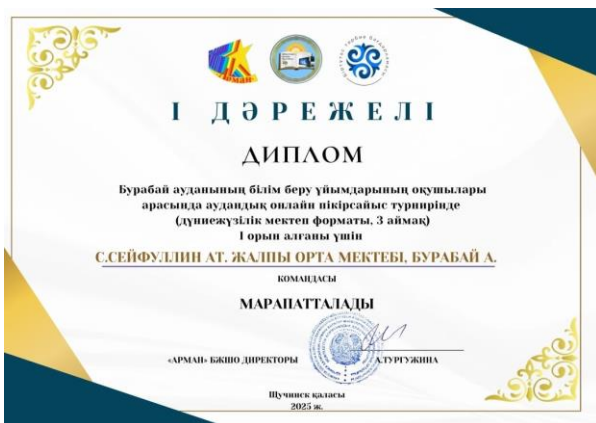 АРМАН
І ДӘРЕЖЕЛІ
ДИПЛОМ
Бурабай ауданының білім беру ұйымдарының оқушылары
арасында аудандық онлайн пікірсайыс турнирінде
(дүниежүзілік мектеп форматы, 3 аймақ)
І орын алғаны үшін
С.СЕЙФУЛЛИН АТ. ЖАЛПЫ ОРТА МЕКТЕБІ, БУРАБАЙ А.
КОМАНДАСЫ
МАРАПАТТАЛАДЫ
«АРМАН» БЖШО ДИРЕКТОРЫ А.ТУРГУЖИНА
Щучинск қаласы
2025 ж.